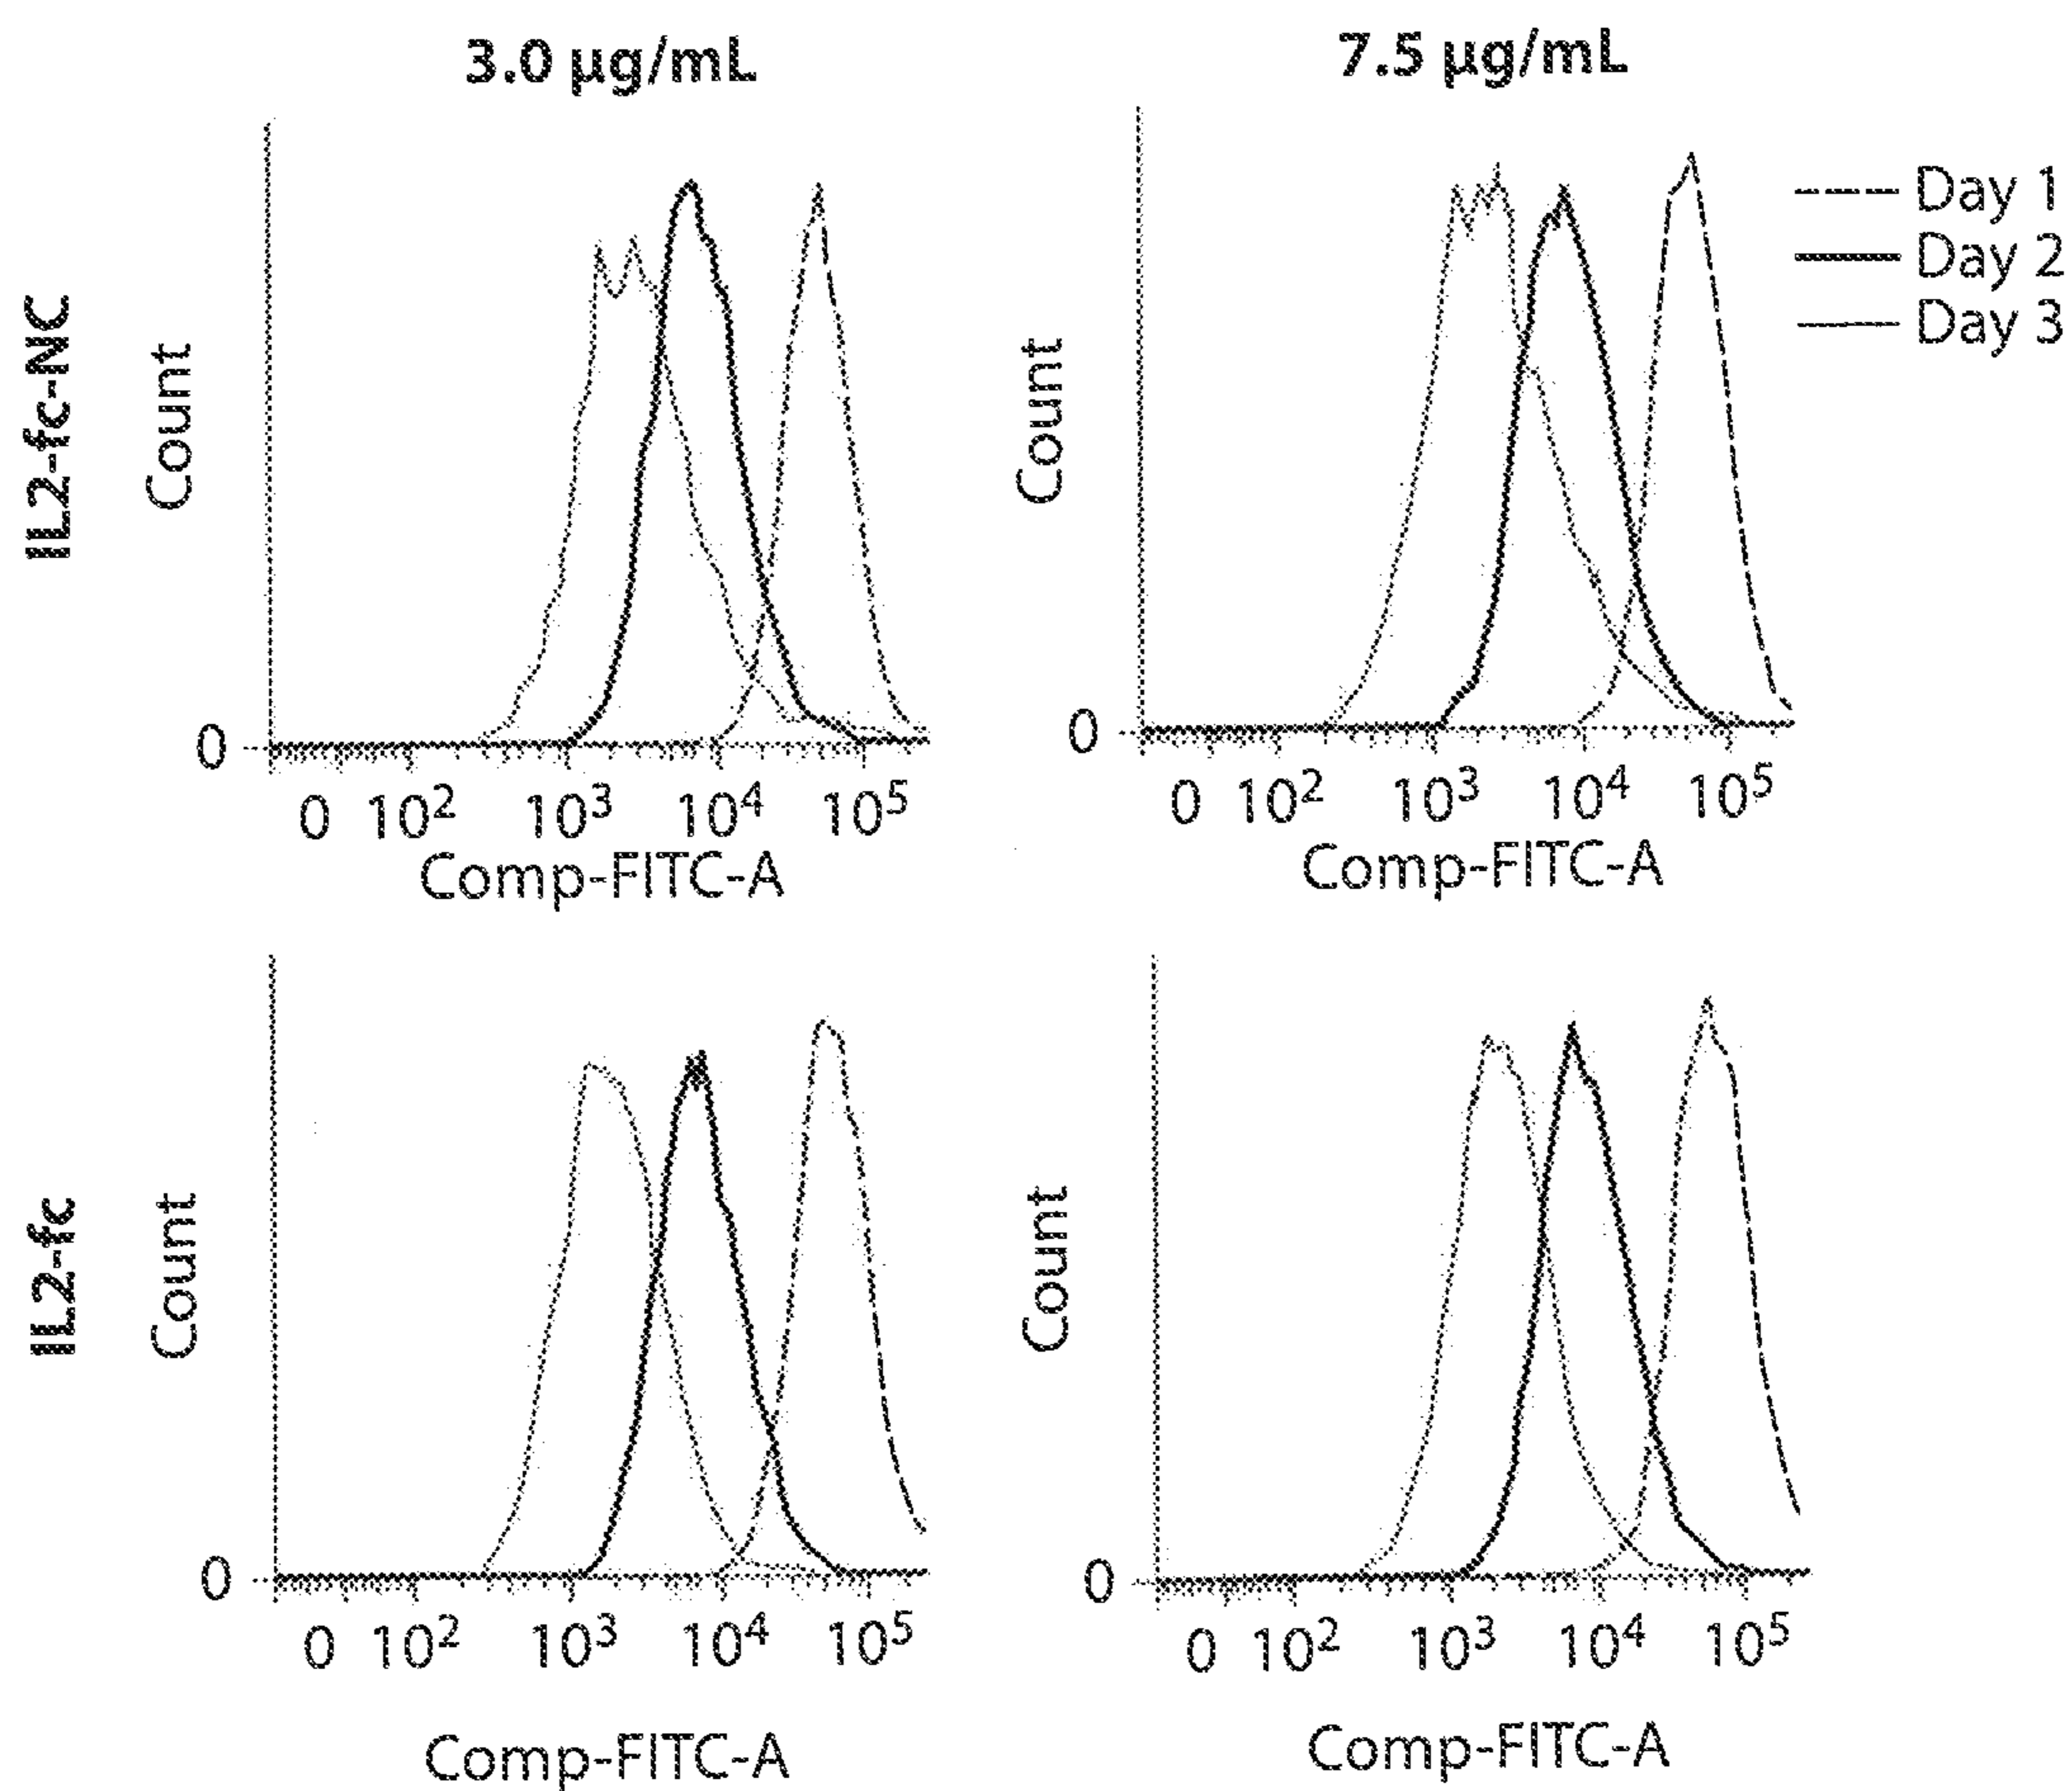 3.0 µg/mL
7.5 µg/mL
Day 1
Day 2
Day 3
IL2-fc-NC
Count
0
0 10² 10³ 10⁴ 10⁵
Comp-FITC-A
Count
0
0 10² 10³ 10⁴ 10⁵
Comp-FITC-A
IL2-fc
Count
0
0 10² 10³ 10⁴ 10⁵
Comp-FITC-A
Count
0
0 10² 10³ 10⁴ 10⁵
Comp-FITC-A